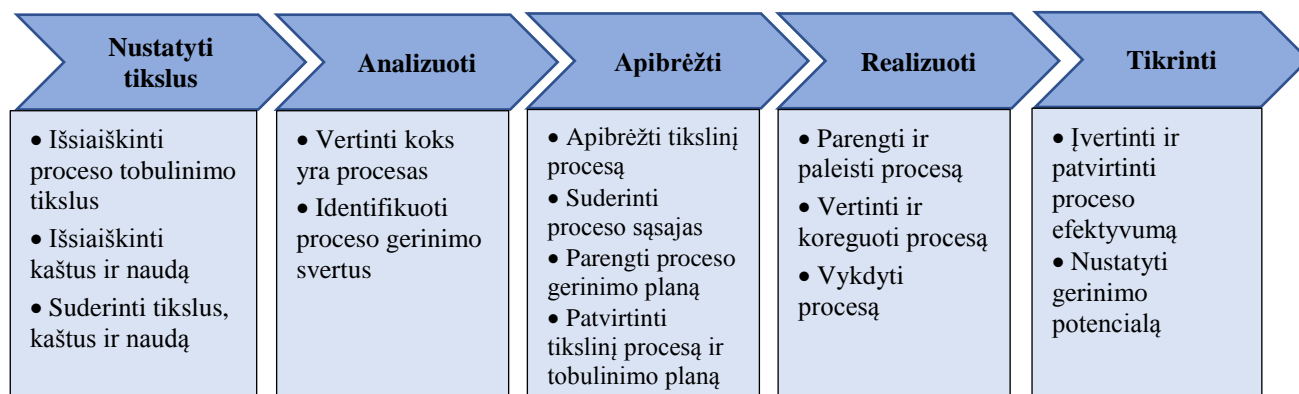 Nustatyti
tikslus
• Išsiaiškinti
proceso tobulinimo
tikslus
• Išsiaiškinti
kaštus ir naudą
• Suderinti tikslus,
kaštus ir naudą
Analizuoti
• Vertinti koks
yra procesas
• Identifikuoti
proceso gerinimo
svertus
Apibrėžti
• Apibrėžti tikslinį
procesą
• Suderinti
proceso sąsajas
• Parengti proceso
gerinimo planą
• Patvirtinti
tikslinį procesą ir
tobulinimo planą
Realizuoti
• Parengti ir
paleisti procesą
• Vertinti ir
koreguoti procesą
• Vykdyti
procesą
Tikrinti
• Įvertinti ir
patvirtinti
proceso
efektyvumą
• Nustatyti
gerinimo
potencialą